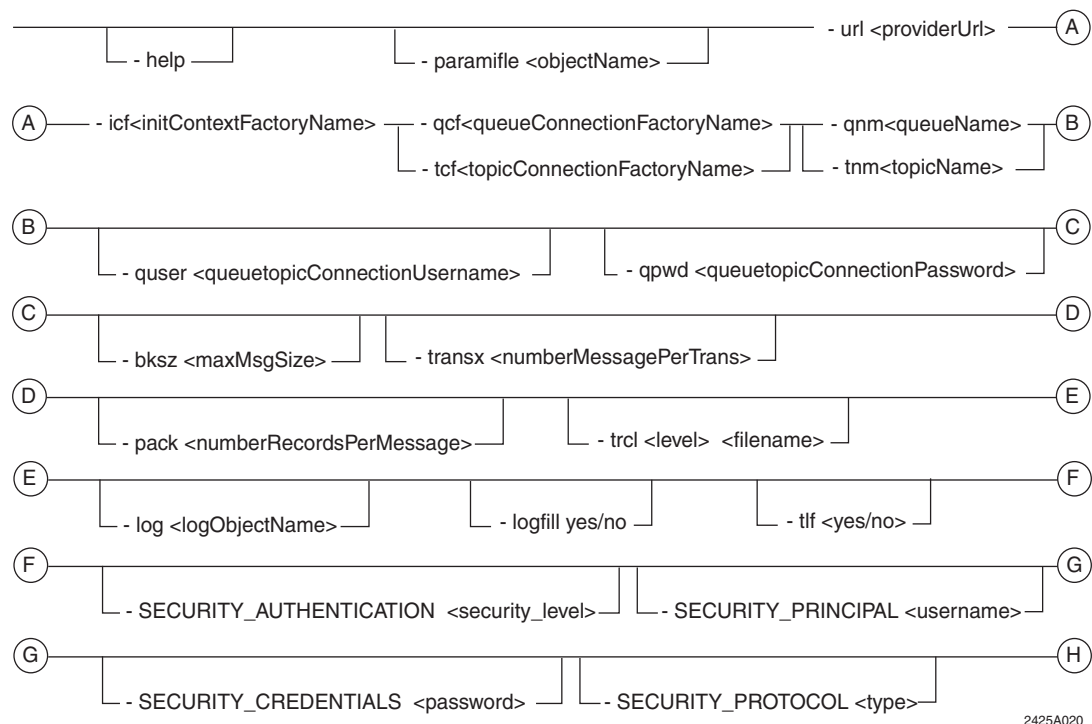 - url <providerUrl> A
- help
- paramifle <objectName>
A - icf<initContextFactoryName> - qcf<queueConnectionFactoryName> - qnm<queueName> B
- tcf<topicConnectionFactoryName> - tnm<topicName>
B C
- quser <queuetopicConnectionUsername> - qpwd <queuetopicConnectionPassword>
C D
- bksz <maxMsgSize> - transx <numberMessagePerTrans>
D E
- pack <numberRecordsPerMessage> - trcl <level> <filename>
E F
- log <logObjectName> - logfill yes/no - tlf <yes/no>
F G
- SECURITY_AUTHENTICATION <security_level> - SECURITY_PRINCIPAL <username>
G H
- SECURITY_CREDENTIALS <password> - SECURITY_PROTOCOL <type>
2425A020